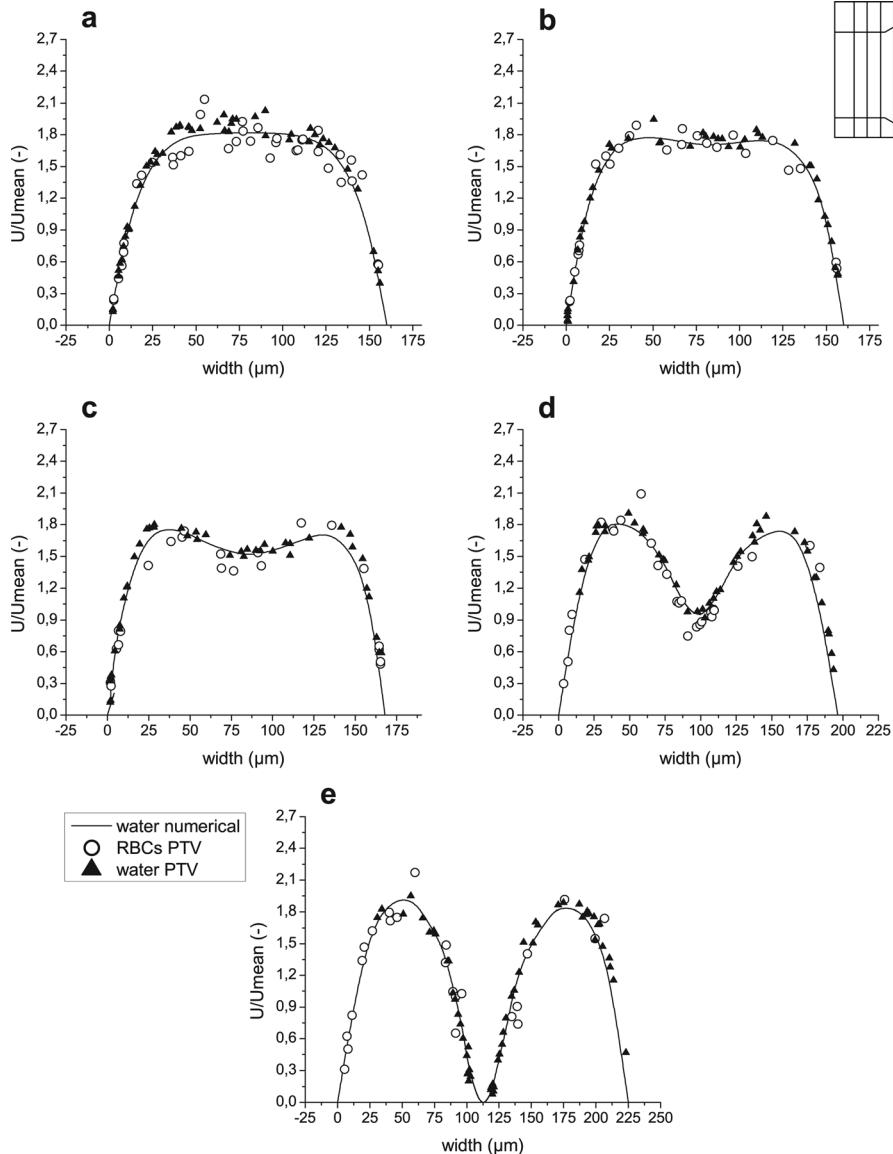 a
2,7
2,4
2,1
1,8
1,5
1,2
0,9
0,6
0,3
0,0
U/Umean (-)
-25 0 25 50 75 100 125 150 175
width (µm)
b
2,7
2,4
2,1
1,8
1,5
1,2
0,9
0,6
0,3
0,0
U/Umean (-)
-25 0 25 50 75 100 125 150 175
width (µm)
c
2,7
2,4
2,1
1,8
1,5
1,2
0,9
0,6
0,3
0,0
U/Umean (-)
-25 0 25 50 75 100 125 150 175
width (µm)
d
2,7
2,4
2,1
1,8
1,5
1,2
0,9
0,6
0,3
0,0
U/Umean (-)
-25 0 25 50 75 100 125 150 175 200 225
width (µm)
e
water numerical
RBCs PTV
water PTV
2,7
2,4
2,1
1,8
1,5
1,2
0,9
0,6
0,3
0,0
U/Umean (-)
-25 0 25 50 75 100 125 150 175 200 225 250
width (µm)